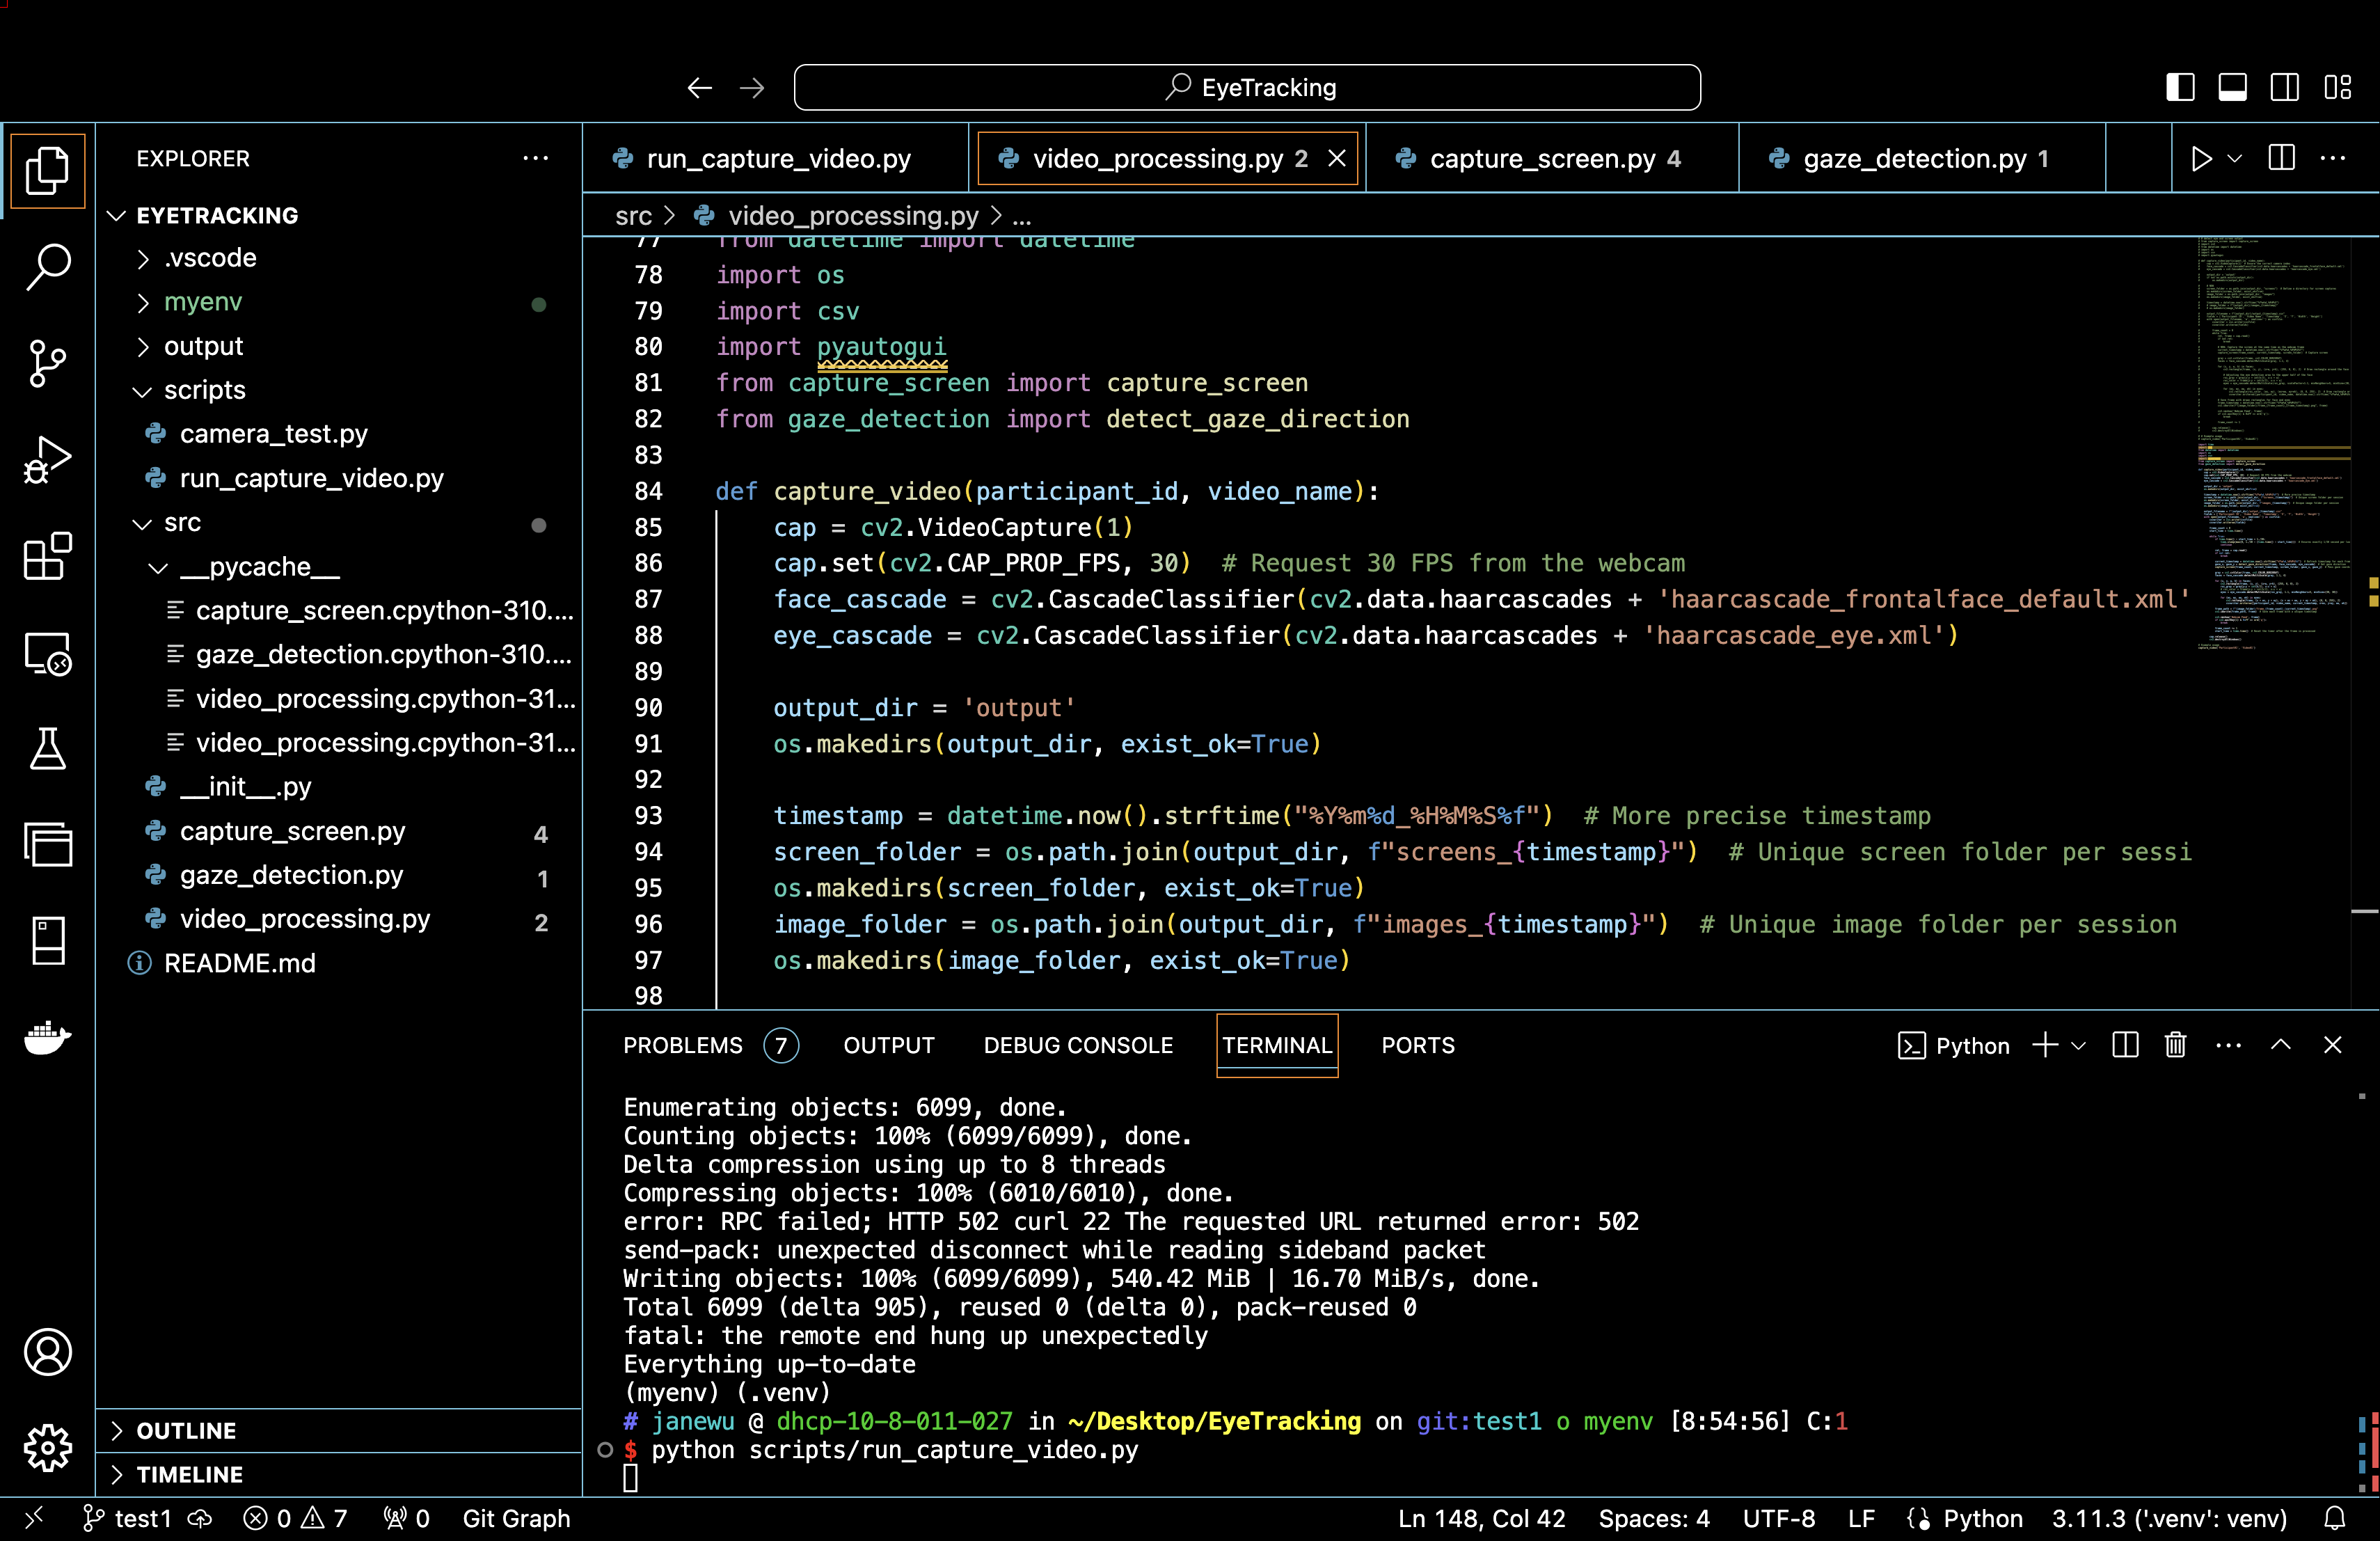 EyeTracking
EXPLORER
EYETRACKING
.vscode
myenv
output
scripts
camera_test.py
run_capture_video.py
src
__pycache__
capture_screen.cpython-310....
gaze_detection.cpython-310....
video_processing.cpython-31...
video_processing.cpython-31...
__init__.py
capture_screen.py 4
gaze_detection.py 1
video_processing.py 2
README.md
OUTLINE
TIMELINE
run_capture_video.py
video_processing.py 2
capture_screen.py 4
gaze_detection.py 1
src > video_processing.py > ...
77 from datetime import datetime
78 import os
79 import csv
80 import pyautogui
81 from capture_screen import capture_screen
82 from gaze_detection import detect_gaze_direction
83
84 def capture_video(participant_id, video_name):
85     cap = cv2.VideoCapture(1)
86     cap.set(cv2.CAP_PROP_FPS, 30)  # Request 30 FPS from the webcam
87     face_cascade = cv2.CascadeClassifier(cv2.data.haarcascades + 'haarcascade_frontalface_default.xml'
88     eye_cascade = cv2.CascadeClassifier(cv2.data.haarcascades + 'haarcascade_eye.xml')
89
90     output_dir = 'output'
91     os.makedirs(output_dir, exist_ok=True)
92
93     timestamp = datetime.now().strftime("%Y%m%d_%H%M%S%f")  # More precise timestamp
94     screen_folder = os.path.join(output_dir, f"screens_{timestamp}")  # Unique screen folder per sessi
95     os.makedirs(screen_folder, exist_ok=True)
96     image_folder = os.path.join(output_dir, f"images_{timestamp}")  # Unique image folder per session
97     os.makedirs(image_folder, exist_ok=True)
98
PROBLEMS 7 OUTPUT DEBUG CONSOLE TERMINAL PORTS
Python
Enumerating objects: 6099, done.
Counting objects: 100% (6099/6099), done.
Delta compression using up to 8 threads
Compressing objects: 100% (6010/6010), done.
error: RPC failed; HTTP 502 curl 22 The requested URL returned error: 502
send-pack: unexpected disconnect while reading sideband packet
Writing objects: 100% (6099/6099), 540.42 MiB | 16.70 MiB/s, done.
Total 6099 (delta 905), reused 0 (delta 0), pack-reused 0
fatal: the remote end hung up unexpectedly
Everything up-to-date
(myenv) (.venv)
# janewu @ dhcp-10-8-011-027 in ~/Desktop/EyeTracking on git:test1 o myenv [8:54:56] C:1
$ python scripts/run_capture_video.py
test1 0 7 0 Git Graph
Ln 148, Col 42 Spaces: 4 UTF-8 LF Python 3.11.3 ('.venv': venv)